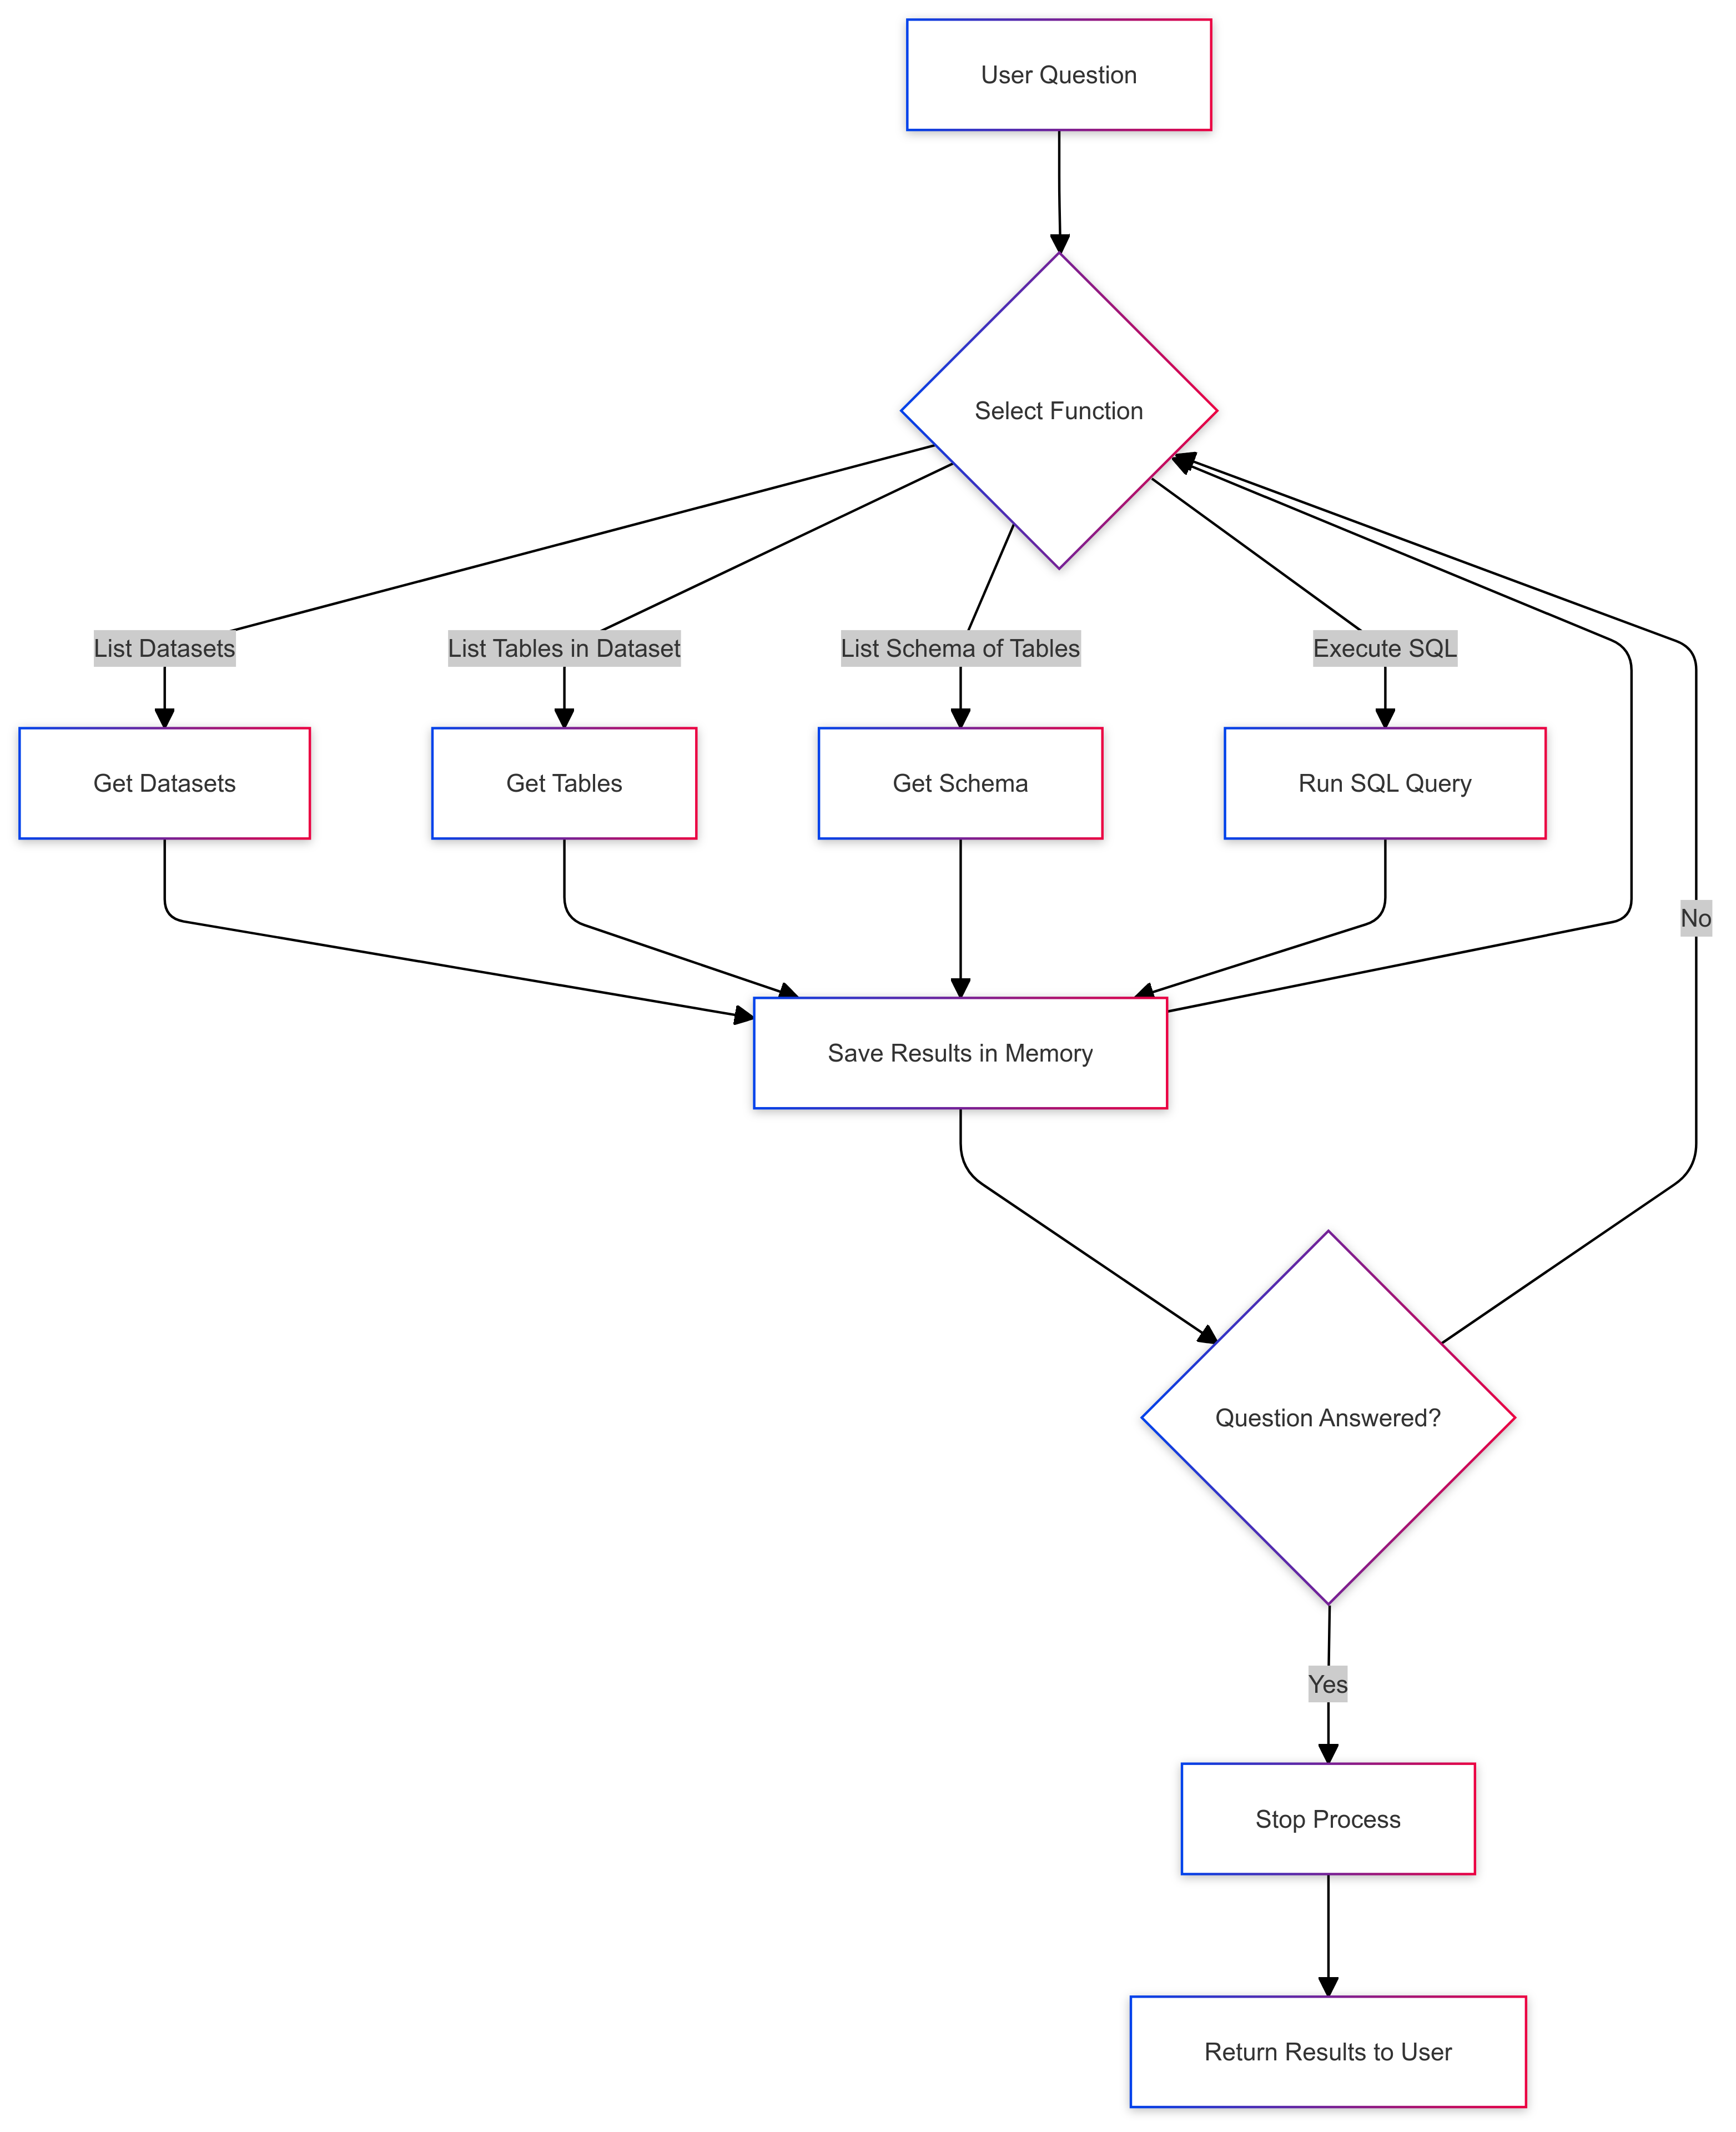 User Question
Select Function
List Datasets
List Tables in Dataset
List Schema of Tables
Execute SQL
Get Datasets
Get Tables
Get Schema
Run SQL Query
No
Save Results in Memory
Question Answered?
Yes
Stop Process
Return Results to User